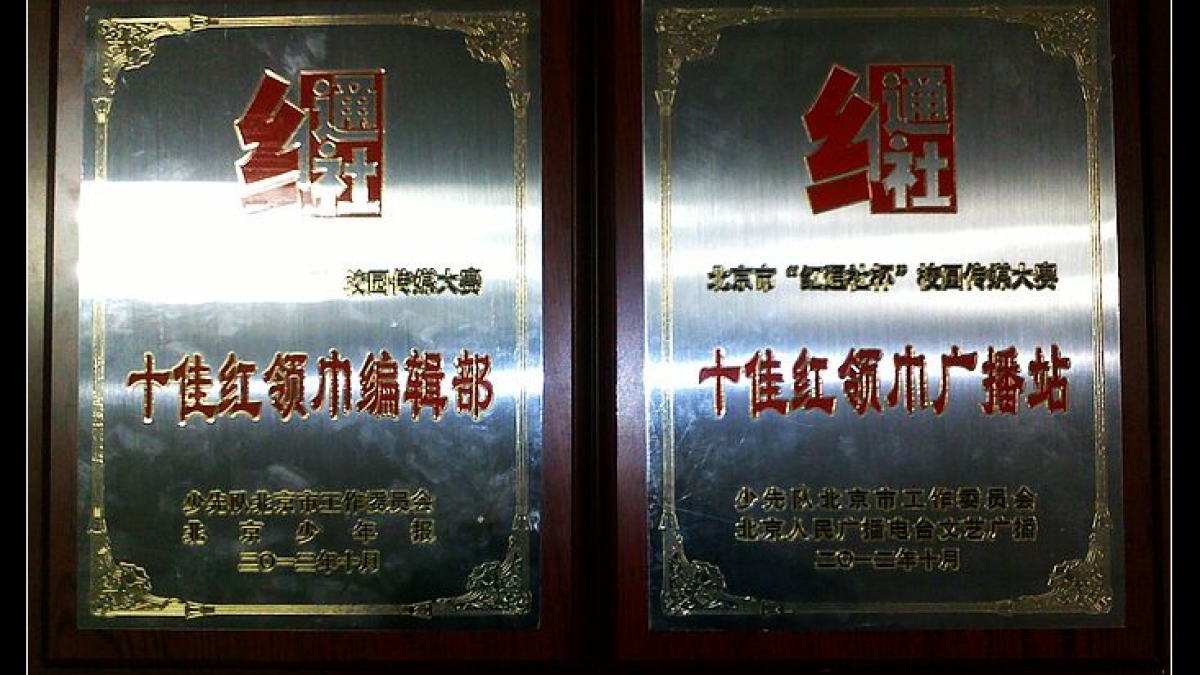 红通社
校园传媒大赛
十佳红领巾编辑部
少先队北京市工作委员会
北京少年报
二〇一二年十月
红通社
北京市“红通社杯”校园传媒大赛
十佳红领巾广播站
少先队北京市工作委员会
北京人民广播电台文艺广播
二〇一二年十月